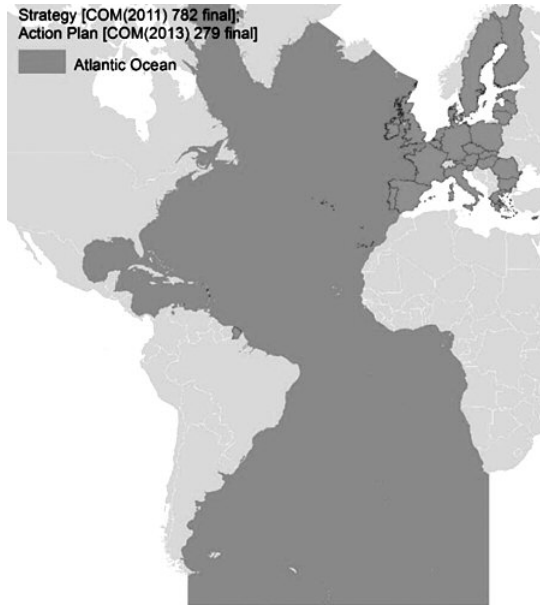 Strategy [COM(2011) 782 final];
Action Plan [COM(2013) 279 final]
Atlantic Ocean